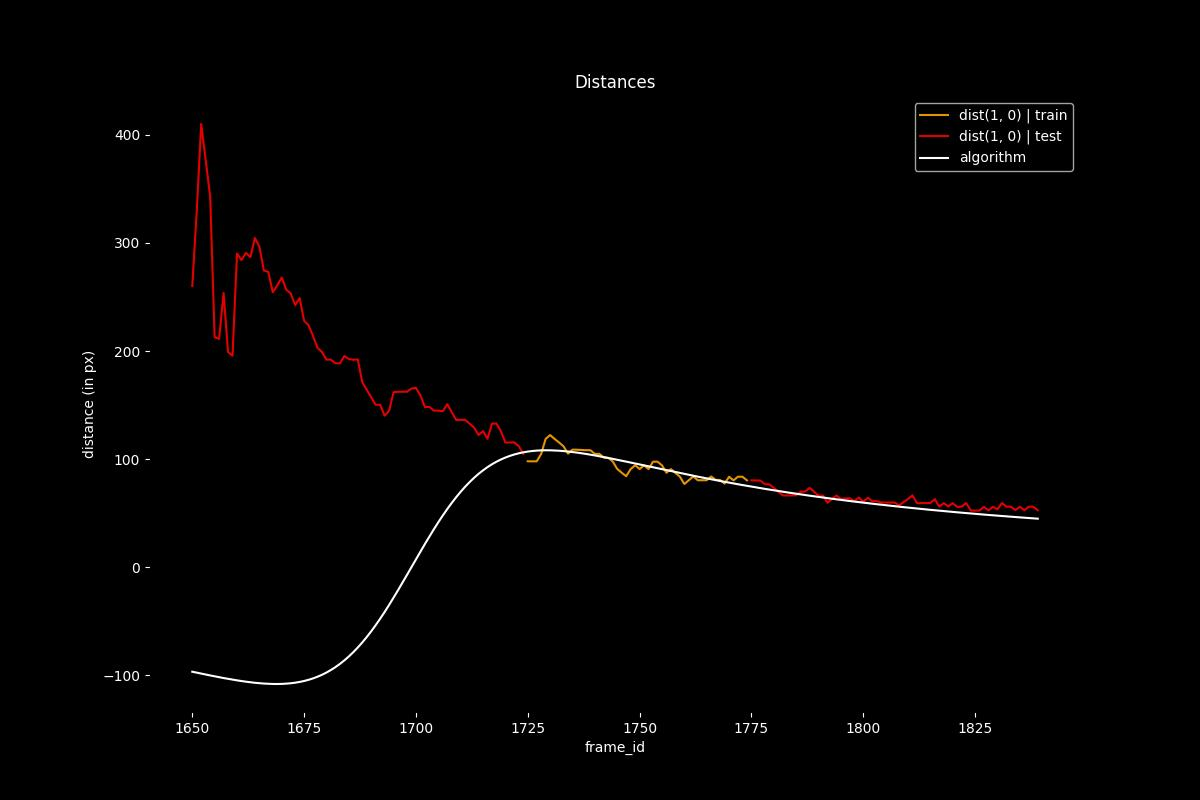 Distances
dist(1, 0) | train
dist(1, 0) | test
algorithm
400
300
200
100
0
−100
distance (in px)
1650 1675 1700 1725 1750 1775 1800 1825
frame_id